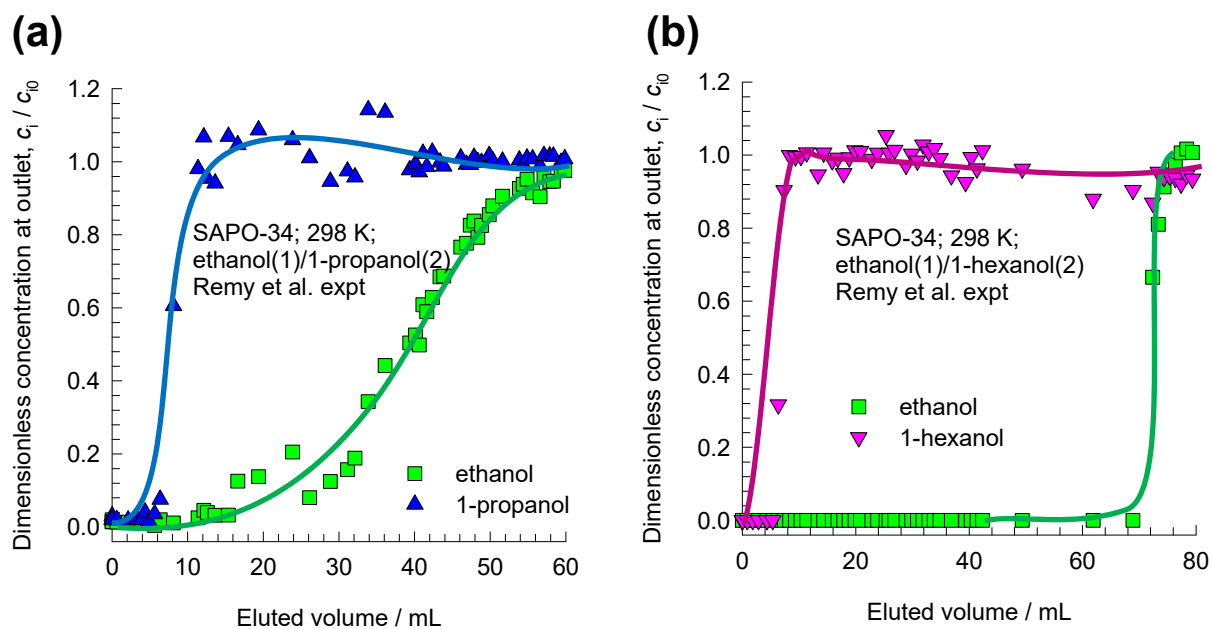 (a)
Dimensionless concentration at outlet, c_i / c_i0
1.2
1.0
0.8
0.6
0.4
0.2
0.0
SAPO-34; 298 K;
ethanol(1)/1-propanol(2)
Remy et al. expt
ethanol
1-propanol
0 10 20 30 40 50 60
Eluted volume / mL
(b)
Dimensionless concentration at outlet, c_i / c_i0
1.2
1.0
0.8
0.6
0.4
0.2
0.0
SAPO-34; 298 K;
ethanol(1)/1-hexanol(2)
Remy et al. expt
ethanol
1-hexanol
0 20 40 60 80
Eluted volume / mL